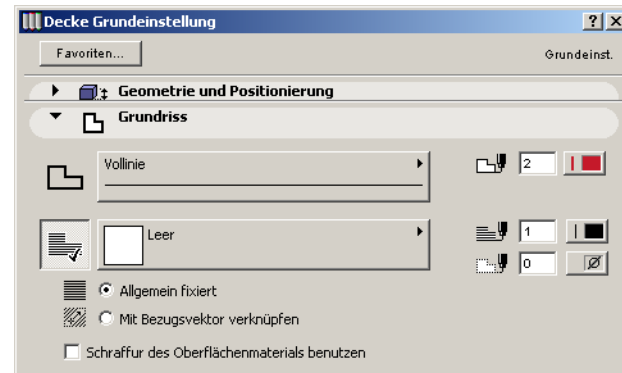 Decke Grundeinstellung
Favoriten...
Grundeinst.
Geometrie und Positionierung
Grundriss
Vollinie
2
Leer
1
0
Allgemein fixiert
Mit Bezugsvektor verknüpfen
Schraffur des Oberflächenmaterials benutzen